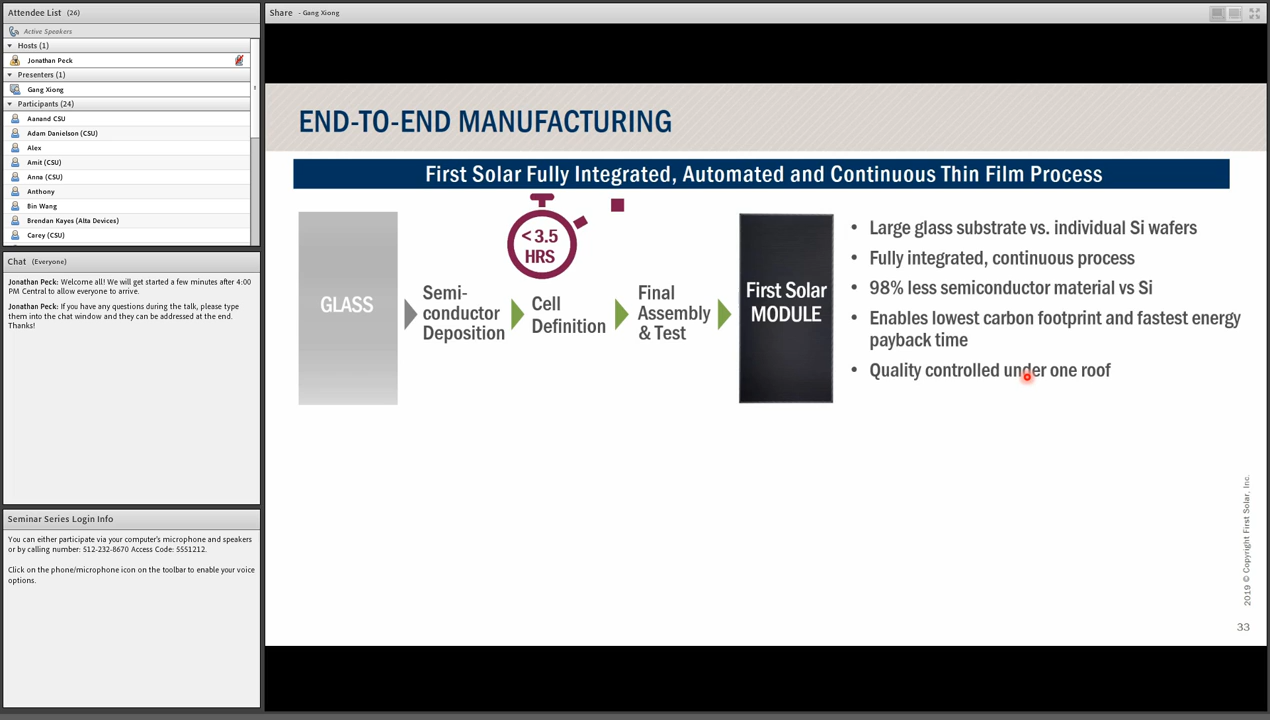 Attendee List (26)
Active Speakers
Hosts (1)
Jonathan Peck
Presenters (1)
Gang Xiong
Participants (24)
Aanand CSU
Adam Danielson (CSU)
Alex
Amit (CSU)
Anna (CSU)
Anthony
Bin Wang
Brendan Kayes (Alta Devices)
Carey (CSU)
Chat (Everyone)
Jonathan Peck: Welcome all! We will get started a few minutes after 4:00
PM Central to allow everyone to arrive.
Jonathan Peck: If you have any questions during the talk, please type
them into the chat window and they can be addressed at the end.
Thanks!
Seminar Series Login Info
You can either participate via your computer's microphone and speakers
or by calling number: 512-232-8670 Access Code: 5551212.
Click on the phone/microphone icon on the toolbar to enable your voice
options.
Share - Gang Xiong
END-TO-END MANUFACTURING
First Solar Fully Integrated, Automated and Continuous Thin Film Process
GLASS
< 3.5
HRS
Semi-
conductor
Deposition
Cell
Definition
Final
Assembly
& Test
First Solar
MODULE
• Large glass substrate vs. individual Si wafers
• Fully integrated, continuous process
• 98% less semiconductor material vs Si
• Enables lowest carbon footprint and fastest energy
payback time
• Quality controlled under one roof
2019 © Copyright First Solar, Inc.
33